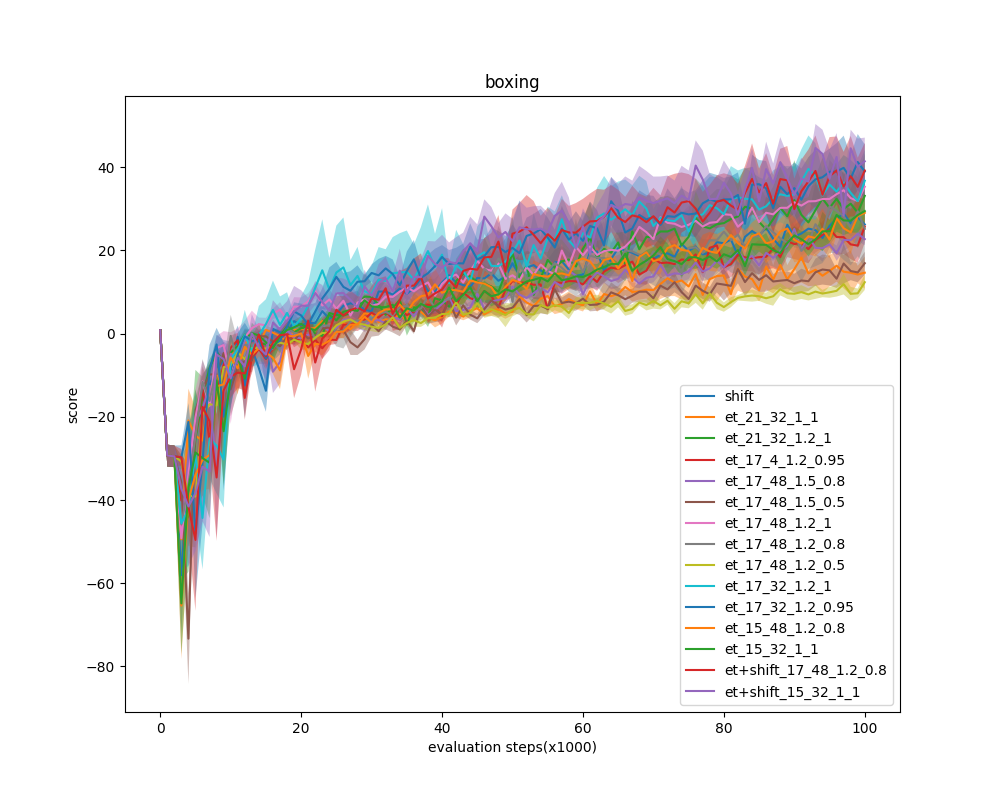 boxing
score
40
20
0
−20
−40
−60
−80
0 20 40 60 80 100
evaluation steps(x1000)
shift
et_21_32_1_1
et_21_32_1.2_1
et_17_4_1.2_0.95
et_17_48_1.5_0.8
et_17_48_1.5_0.5
et_17_48_1.2_1
et_17_48_1.2_0.8
et_17_48_1.2_0.5
et_17_32_1.2_1
et_17_32_1.2_0.95
et_15_48_1.2_0.8
et_15_32_1_1
et+shift_17_48_1.2_0.8
et+shift_15_32_1_1